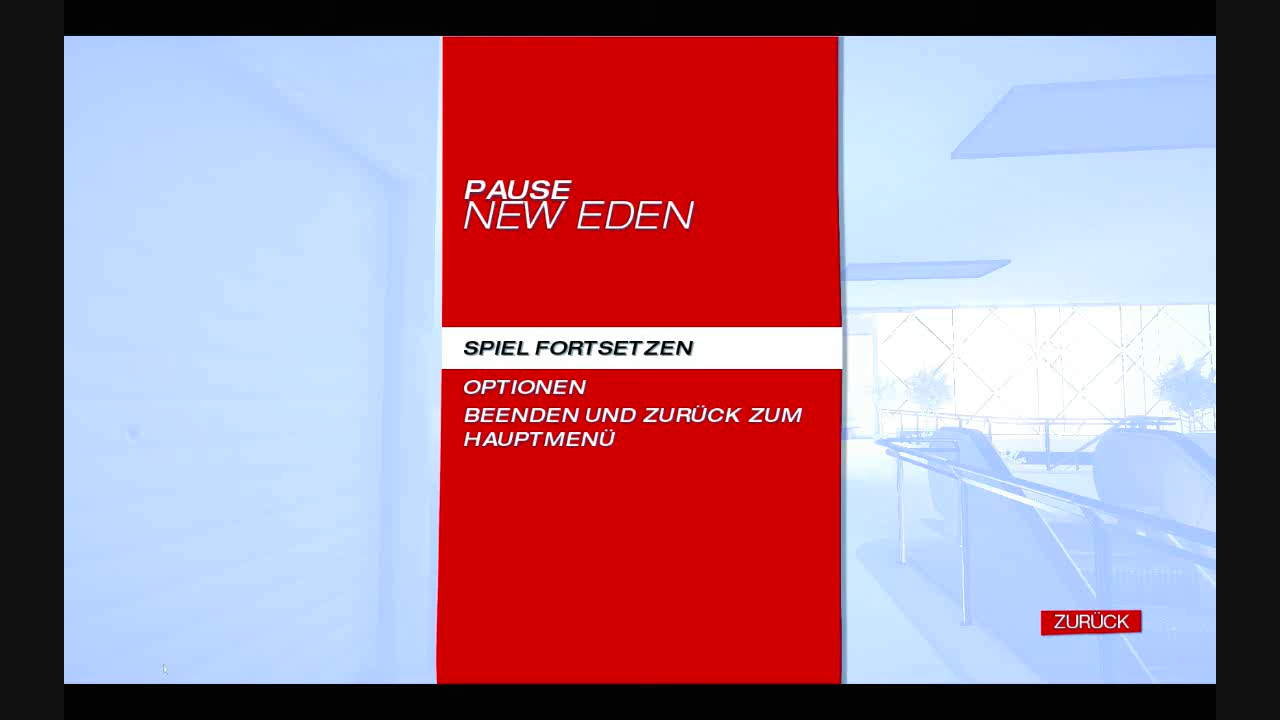 PAUSE
NEW EDEN
SPIEL FORTSETZEN
OPTIONEN
BEENDEN UND ZURÜCK ZUM
HAUPTMENÜ
ZURÜCK